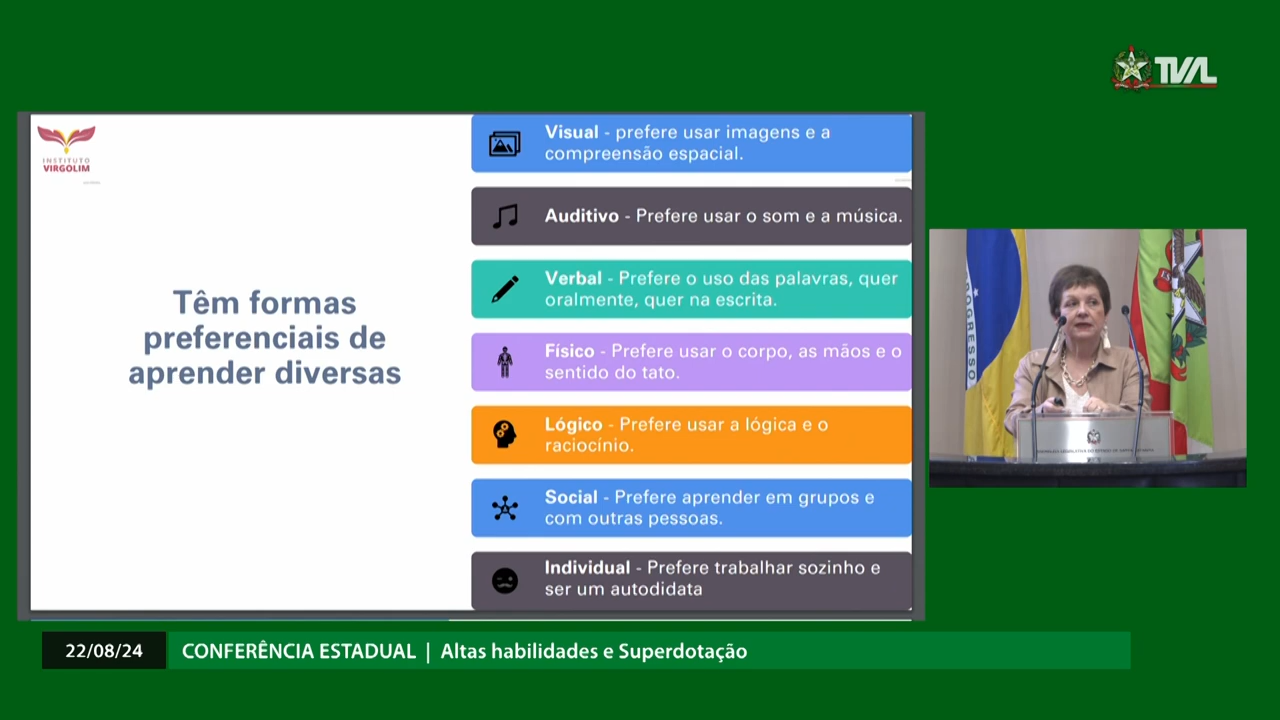 TVAL
INSTITUTO
VIRGOLIM
Têm formas
preferenciais de
aprender diversas
Visual - prefere usar imagens e a
compreensão espacial.
Auditivo - Prefere usar o som e a música.
Verbal - Prefere o uso das palavras, quer
oralmente, quer na escrita.
Físico - Prefere usar o corpo, as mãos e o
sentido do tato.
Lógico - Prefere usar a lógica e o
raciocínio.
Social - Prefere aprender em grupos e
com outras pessoas.
Individual - Prefere trabalhar sozinho e
ser um autodidata
PROGRESSO
22/08/24
CONFERÊNCIA ESTADUAL | Altas habilidades e Superdotação